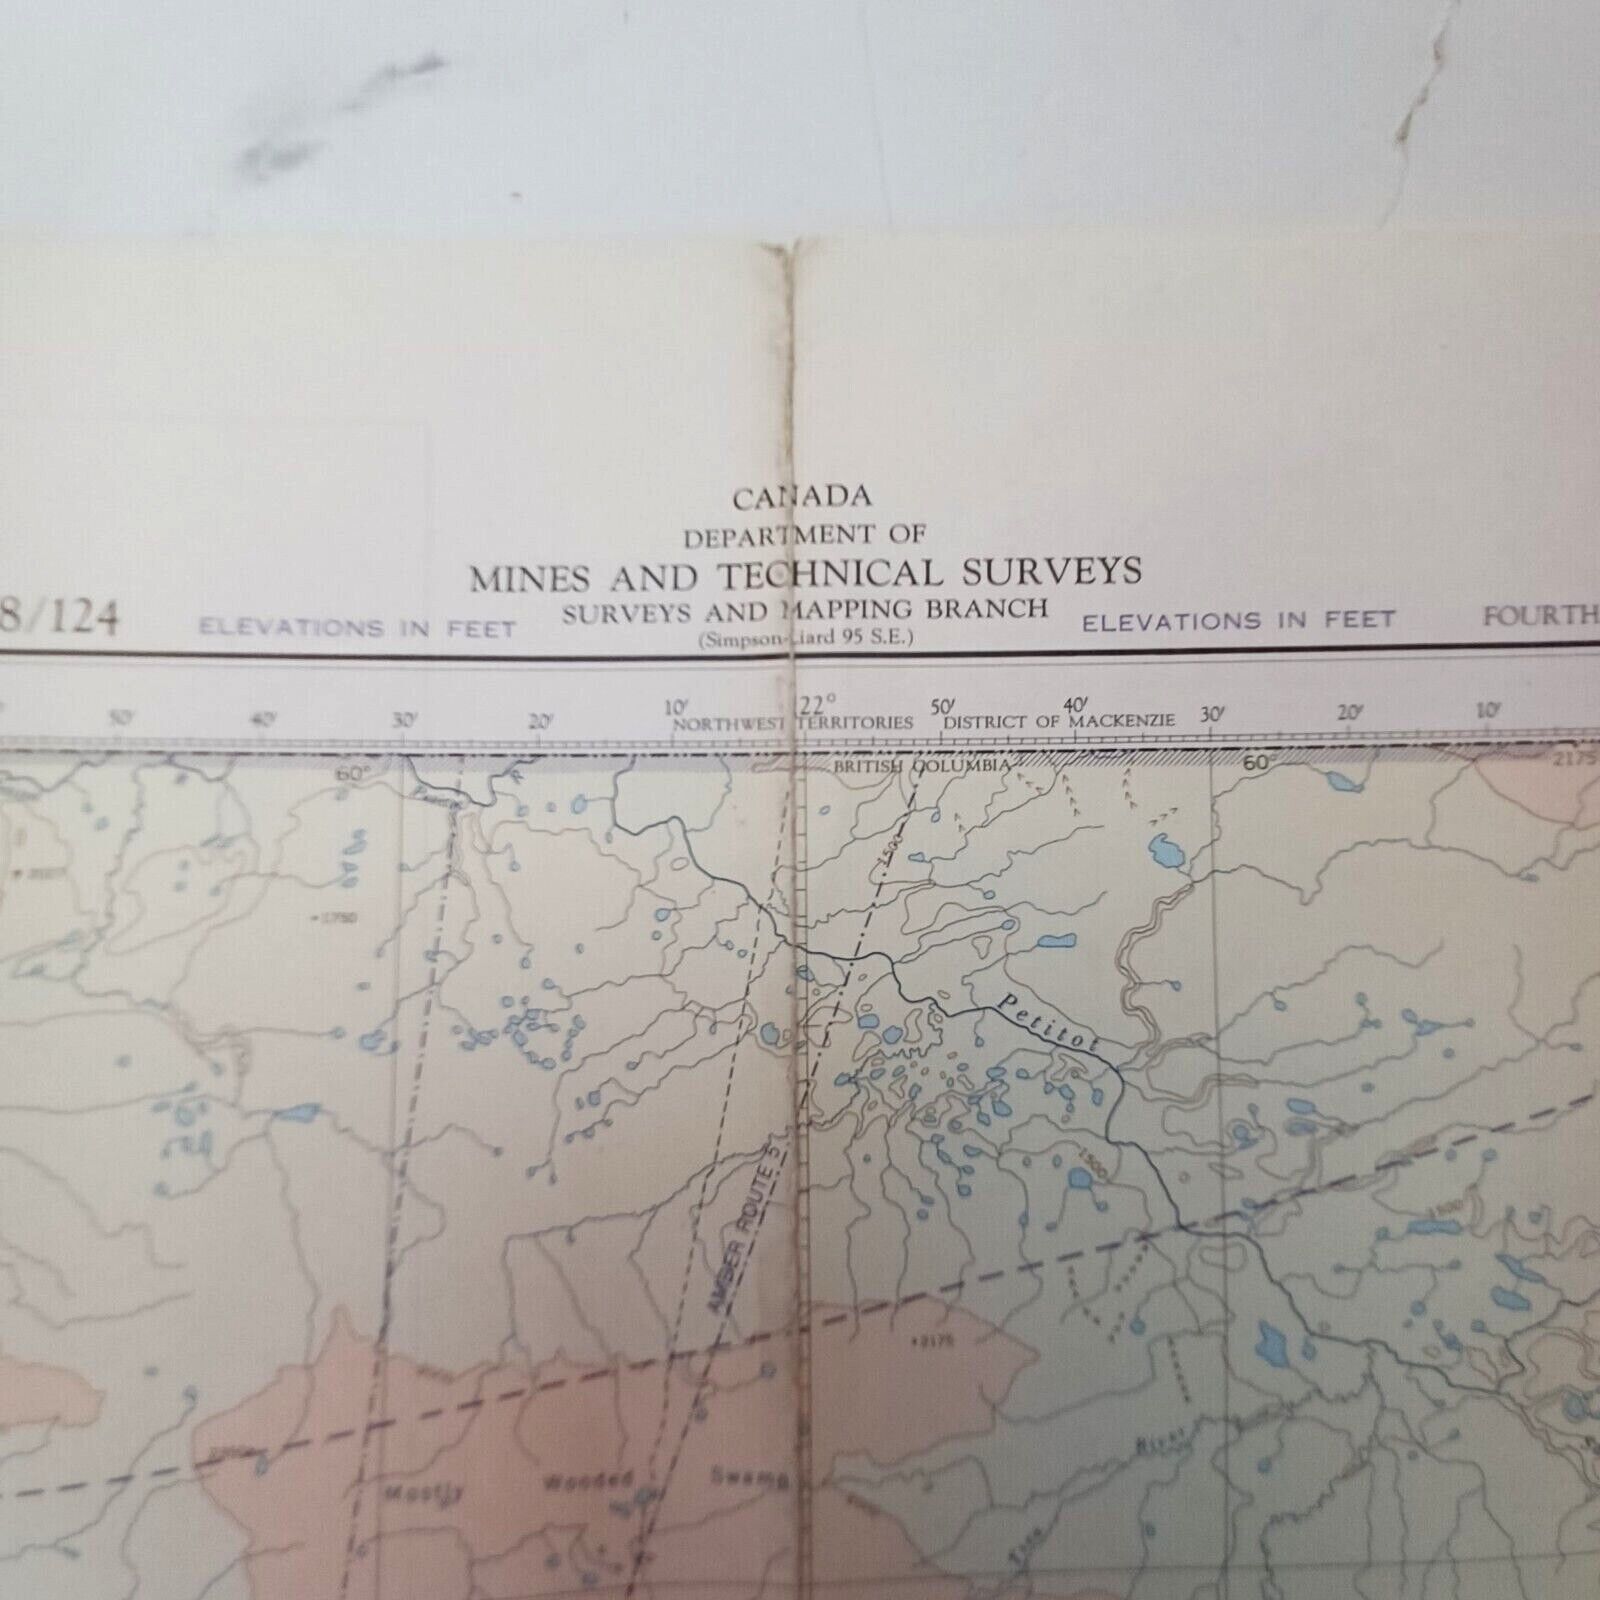 CANADA
DEPARTMENT OF
MINES AND TECHNICAL SURVEYS
8/124 ELEVATIONS IN FEET SURVEYS AND MAPPING BRANCH ELEVATIONS IN FEET FOURTH
(Simpson-Liard 95 S.E.)
50' 40' 30' 20' 10' 22° 50' 40' 30' 20' 10'
NORTHWEST TERRITORIES DISTRICT OF MACKENZIE
60° BRITISH COLUMBIA 60° 2175
1500
1750
Petitot
1500
AMBER ROUTE 5
2175
River
Mostly Wooded Swamp